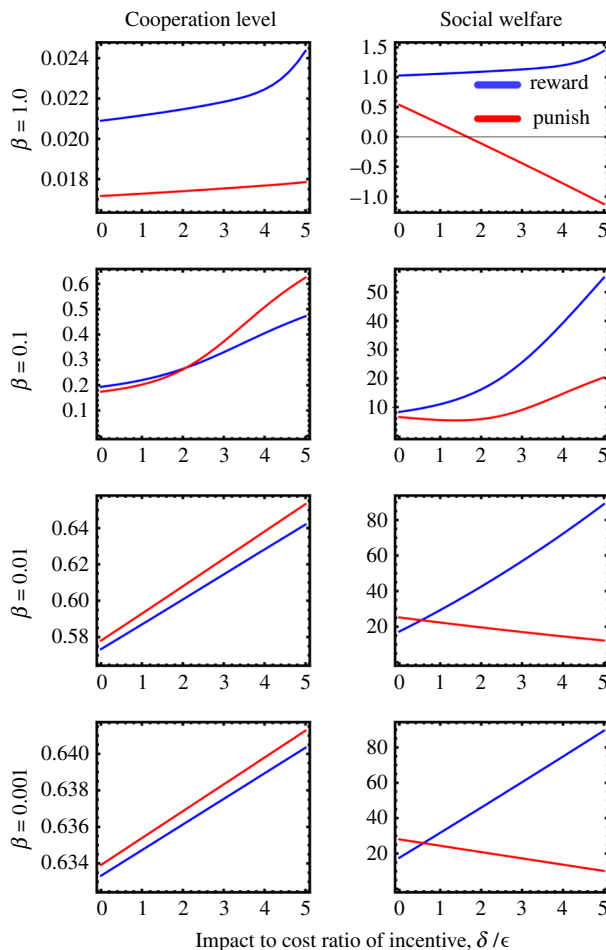 Cooperation level Social welfare
β = 1.0
0.024
0.022
0.020
0.018
0 1 2 3 4 5
1.5
1.0
0.5
0.0
−0.5
−1.0
0 1 2 3 4 5
reward
punish
β = 0.1
0.6
0.5
0.4
0.3
0.2
0.1
0 1 2 3 4 5
50
40
30
20
10
0 1 2 3 4 5
β = 0.01
0.64
0.62
0.60
0.58
0 1 2 3 4 5
80
60
40
20
0 1 2 3 4 5
β = 0.001
0.640
0.638
0.636
0.634
0 1 2 3 4 5
80
60
40
20
0 1 2 3 4 5
Impact to cost ratio of incentive, δ/ϵ